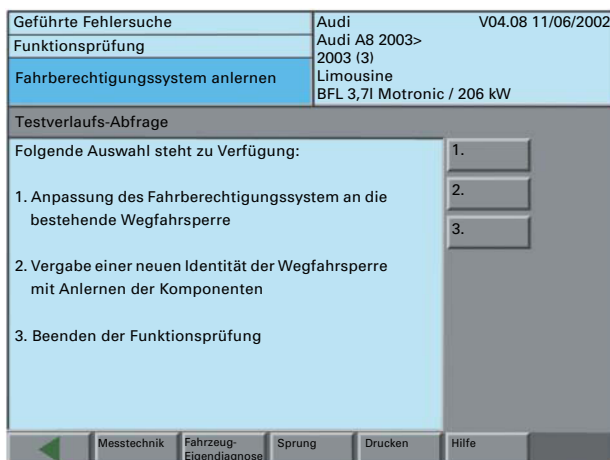 Geführte Fehlersuche
Funktionsprüfung
Fahrberechtigungssystem anlernen
Audi V04.08 11/06/2002
Audi A8 2003>
2003 (3)
Limousine
BFL 3,7l Motronic / 206 kW
Testverlaufs-Abfrage
Folgende Auswahl steht zu Verfügung:
1. Anpassung des Fahrberechtigungssystem an die
bestehende Wegfahrsperre
2. Vergabe einer neuen Identität der Wegfahrsperre
mit Anlernen der Komponenten
3. Beenden der Funktionsprüfung
1.
2.
3.
Messtechnik
Fahrzeug-
Eigendiagnose
Sprung
Drucken
Hilfe